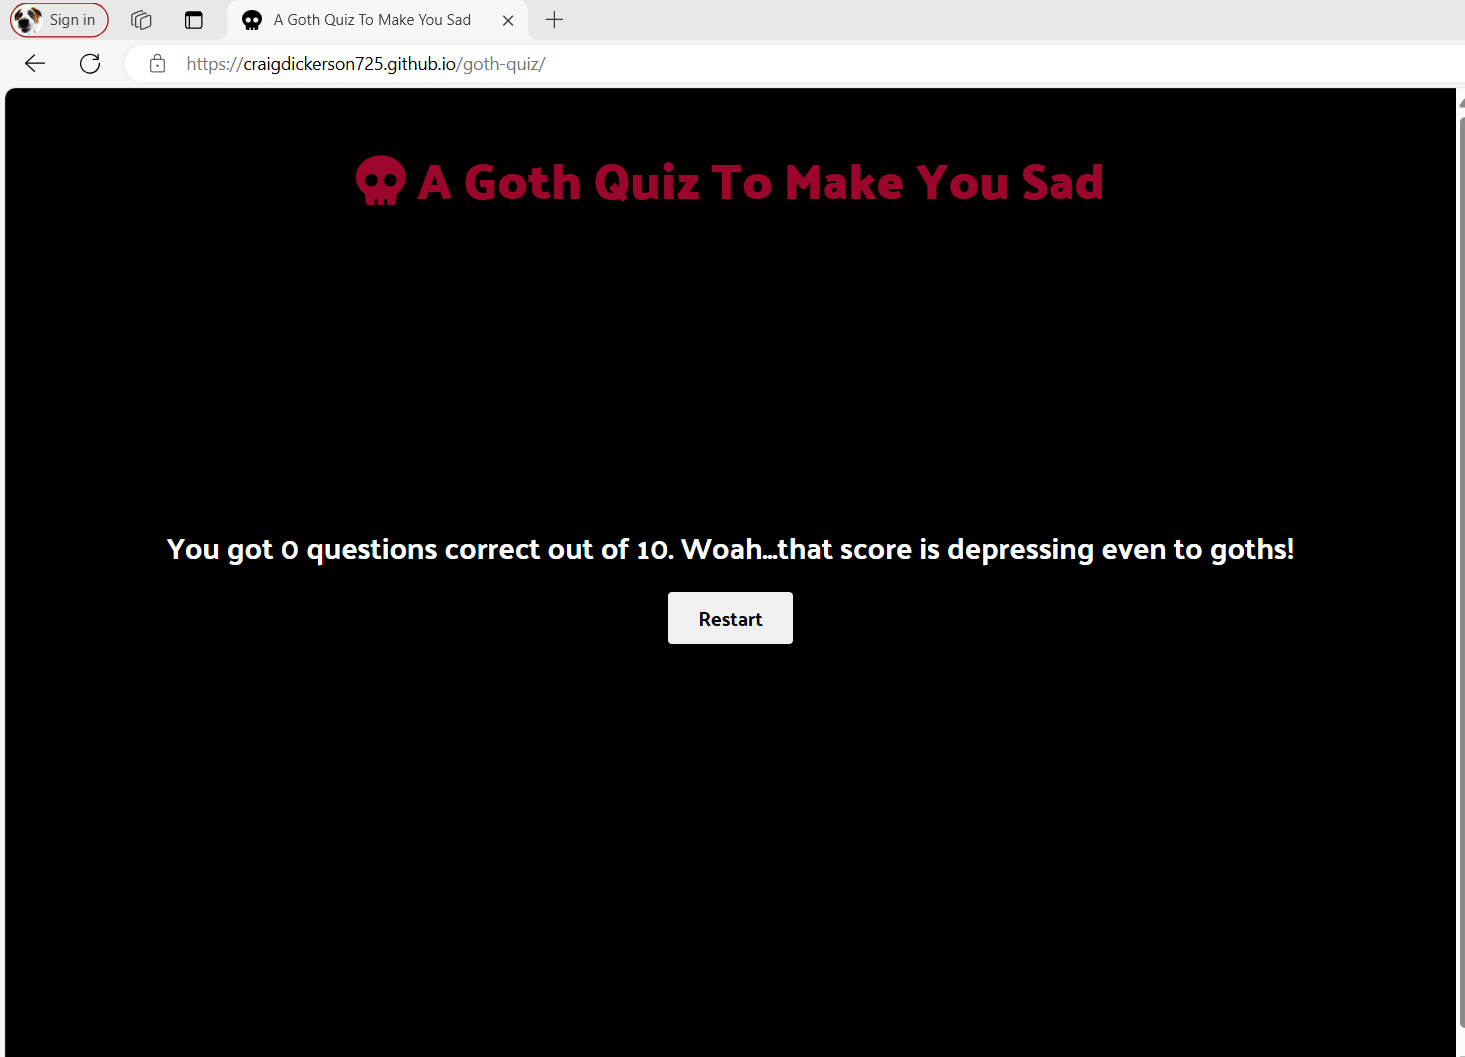 Sign in
A Goth Quiz To Make You Sad
https://craigdickerson725.github.io/goth-quiz/
A Goth Quiz To Make You Sad
You got 0 questions correct out of 10. Woah...that score is depressing even to goths!
Restart